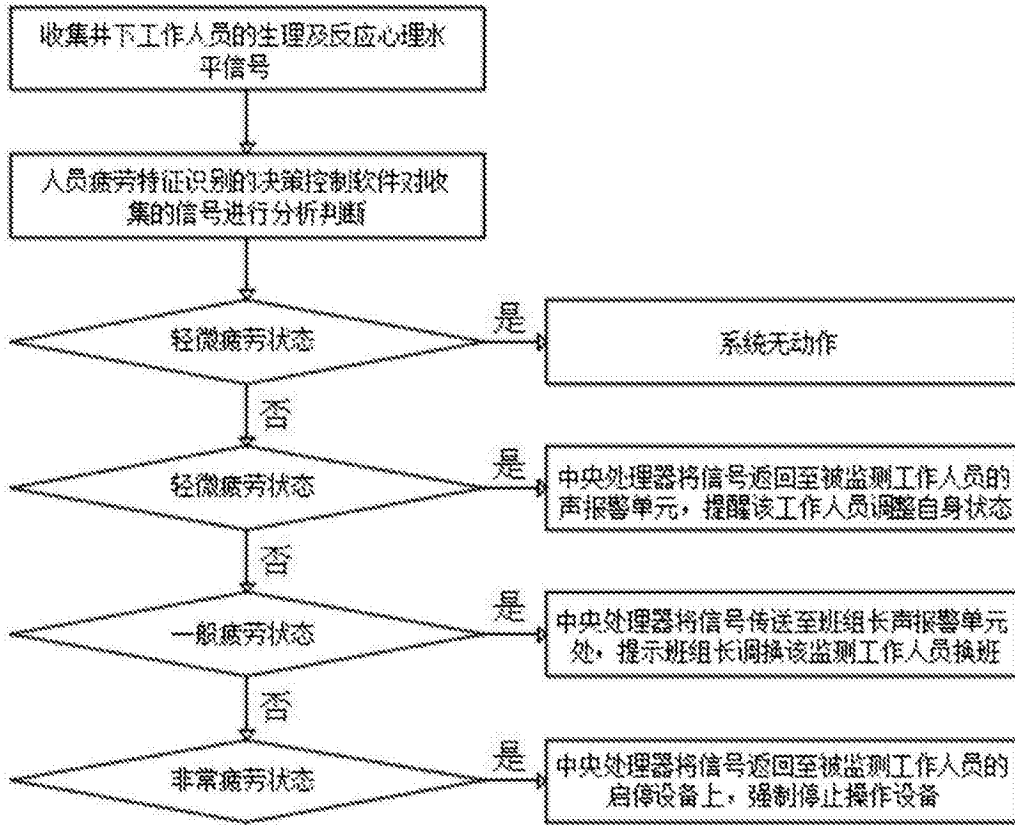 收集井下工作人员的生理及反应心理水
平信号
人员疲劳特征识别的决策控制软件对收
集的信号进行分析判断
轻微疲劳状态
是
系统无动作
否
轻微疲劳状态
是
中央处理器将信号返回至被监测工作人员的
声报警单元，提醒该工作人员调整自身状态
否
一般疲劳状态
是
中央处理器将信号传送至班组长声报警单元
处，提示班组长调换该监测工作人员换班
否
非常疲劳状态
是
中央处理器将信号返回至被监测工作人员的
启停设备上，强制停止操作设备